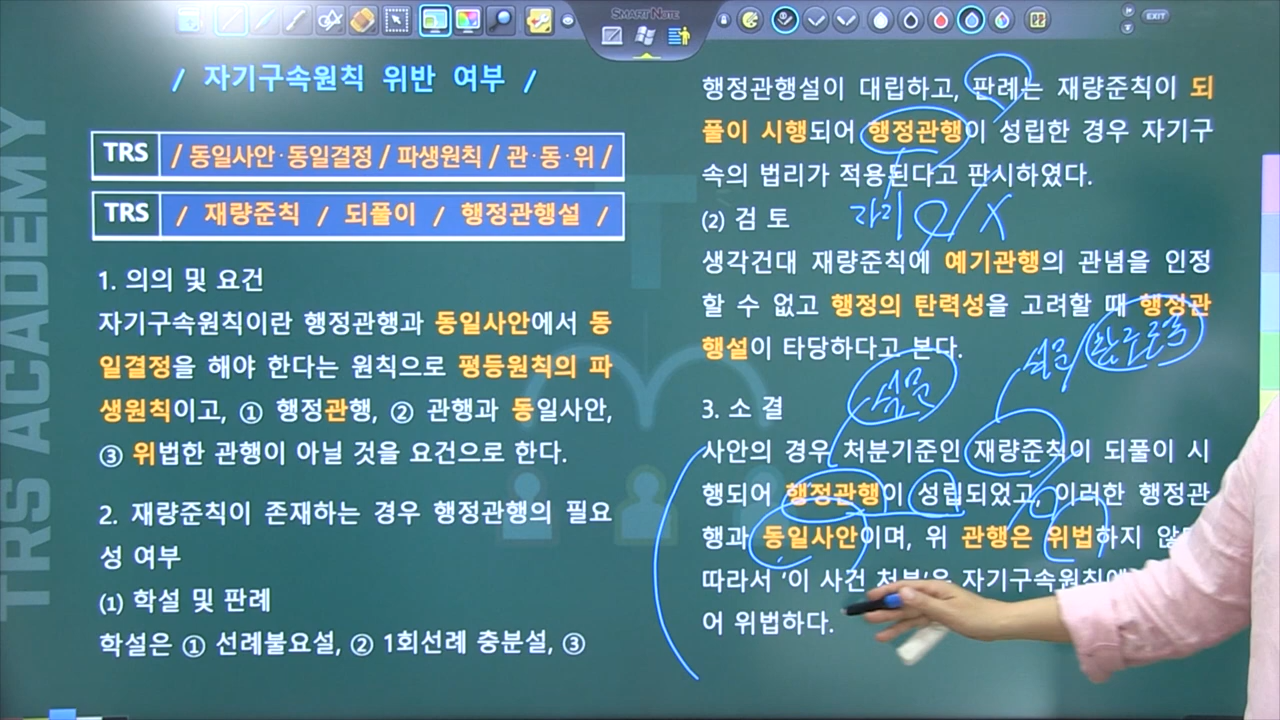 SMARTNOTE
EXIT
TRS ACADEMY
/ 자기구속원칙 위반 여부 /
TRS / 동일사안·동일결정 / 파생원칙 / 관·동·위 /
TRS / 재량준칙 / 되풀이 / 행정관행설 /
1. 의의 및 요건
자기구속원칙이란 행정관행과 동일사안에서 동
일결정을 해야 한다는 원칙으로 평등원칙의 파
생원칙이고, ① 행정관행, ② 관행과 동일사안,
③ 위법한 관행이 아닐 것을 요건으로 한다.
2. 재량준칙이 존재하는 경우 행정관행의 필요
성 여부
(1) 학설 및 판례
학설은 ① 선례불요설, ② 1회선례 충분설, ③
행정관행설이 대립하고, 판례는 재량준칙이 되
풀이 시행되어 행정관행이 성립한 경우 자기구
속의 법리가 적용된다고 판시하였다.
(2) 검 토
생각건대 재량준칙에 예기관행의 관념을 인정
할 수 없고 행정의 탄력성을 고려할 때 행정관
행설이 타당하다고 본다.
3. 소 결
사안의 경우 처분기준인 재량준칙이 되풀이 시
행되어 행정관행이 성립되었고, 이러한 행정관
행과 동일사안이며, 위 관행은 위법하지 않
따라서 '이 사건 처분'은 자기구속원칙에
어 위법하다.